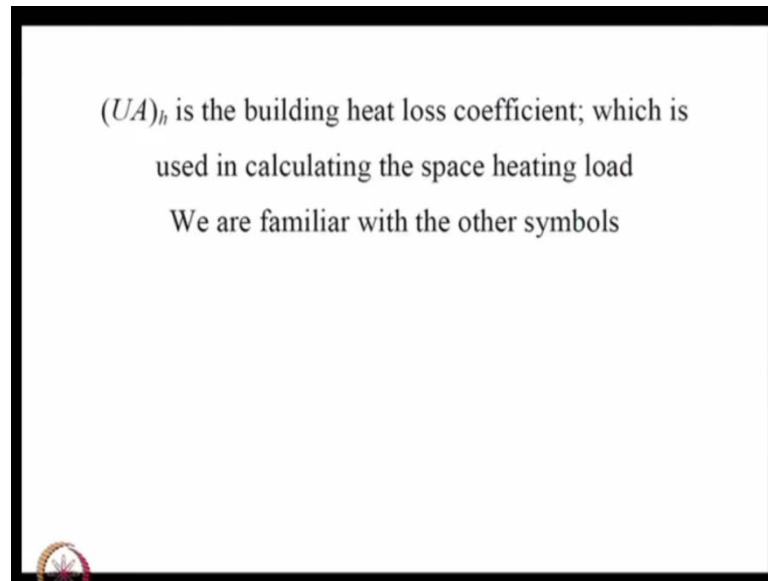 (UA)ₕ is the building heat loss coefficient; which is
used in calculating the space heating load
We are familiar with the other symbols